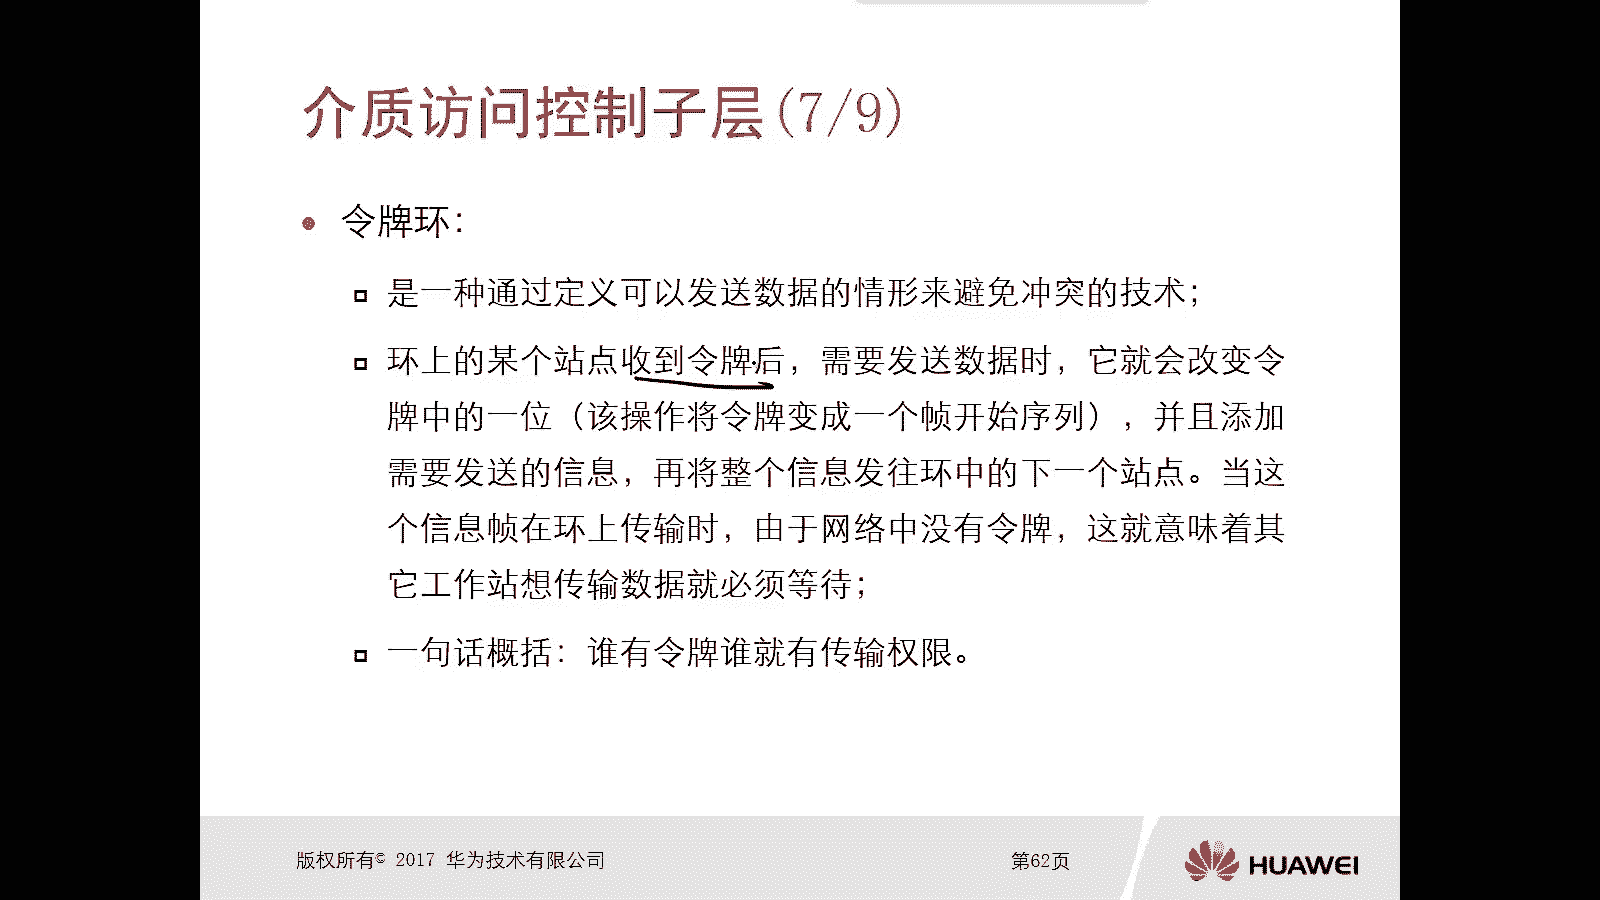 介质访问控制子层(7/9)
令牌环：
是一种通过定义可以发送数据的情形来避免冲突的技术；
环上的某个站点收到令牌后，需要发送数据时，它就会改变令
牌中的一位（该操作将令牌变成一个帧开始序列），并且添加
需要发送的信息，再将整个信息发往环中的下一个站点。当这
个信息帧在环上传输时，由于网络中没有令牌，这就意味着其
它工作站想传输数据就必须等待；
一句话概括：谁有令牌谁就有传输权限。
版权所有© 2017 华为技术有限公司
第62页
HUAWEI